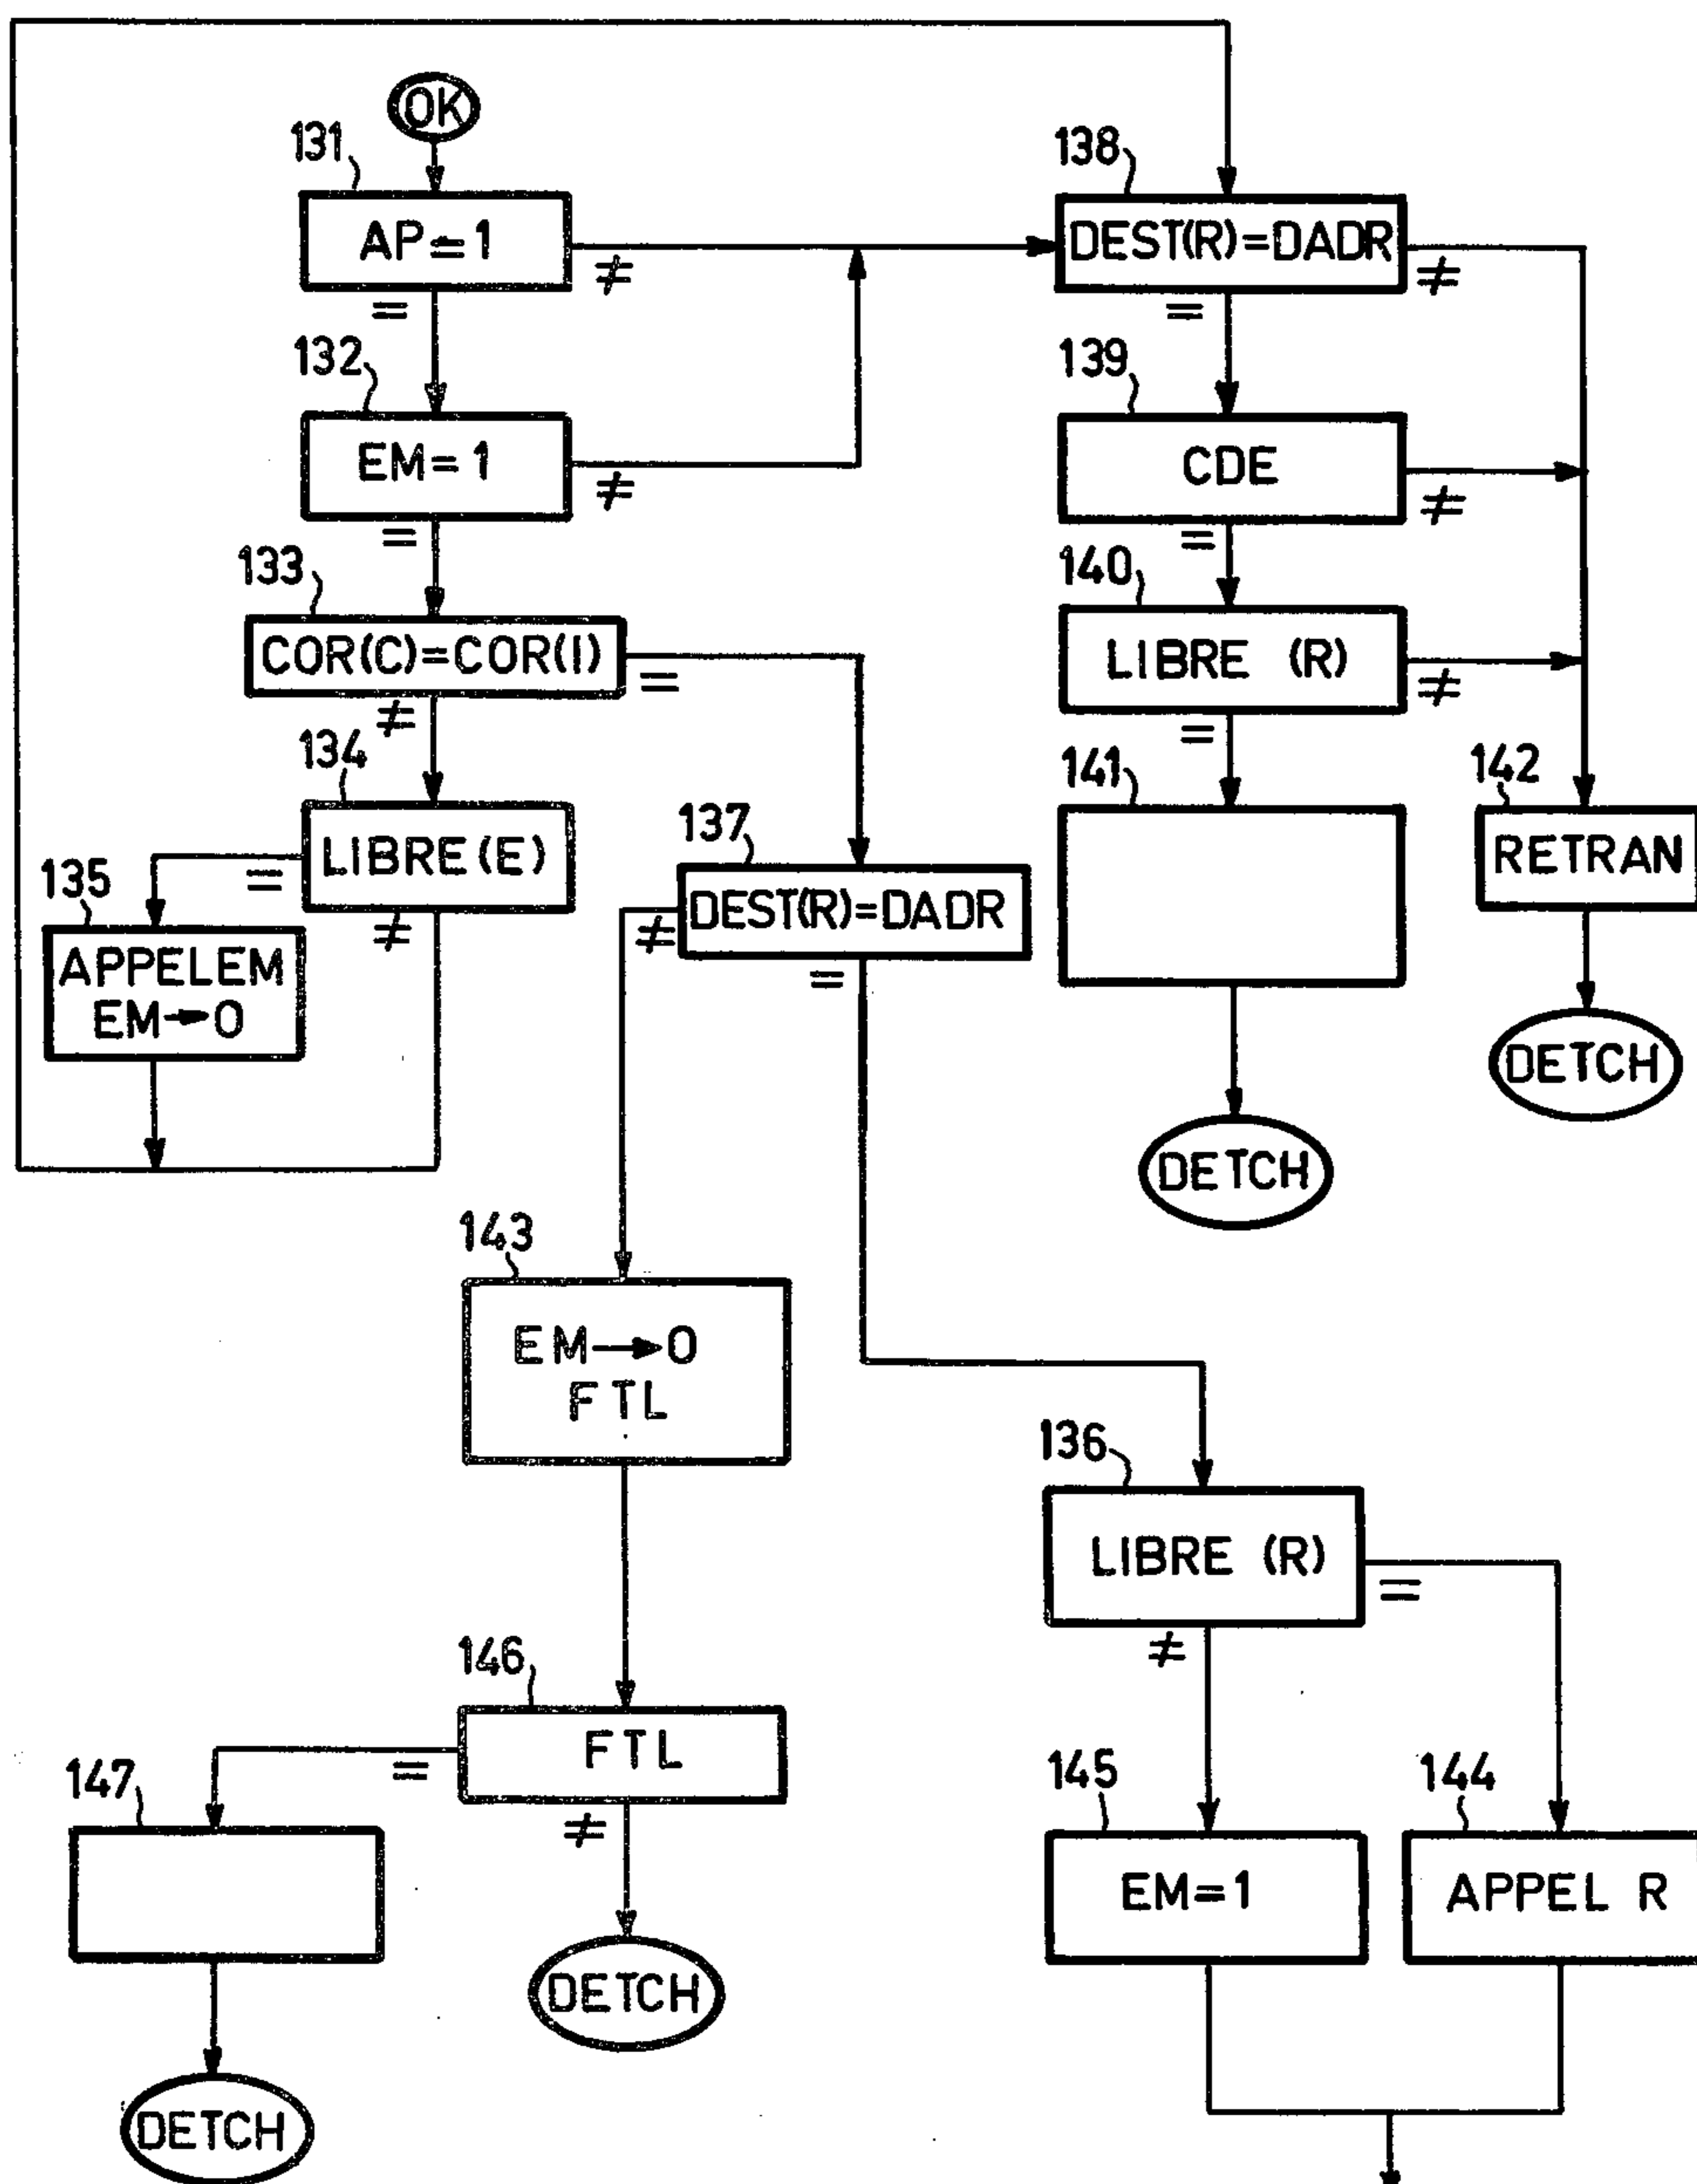 OK
131
AP=1
≠
=
138
DEST(R)=DADR
≠
=
132
EM=1
≠
=
139
CDE
≠
=
133
COR(C)=COR(I)
=
≠
140
LIBRE (R)
≠
=
134
LIBRE(E)
=
≠
135
APPELEM
EM→0
137
DEST(R)=DADR
≠
=
141
142
RETRAN
DETCH
DETCH
143
EM→0
FTL
136
LIBRE (R)
=
≠
146
FTL
=
≠
147
145
EM=1
144
APPEL R
DETCH
DETCH